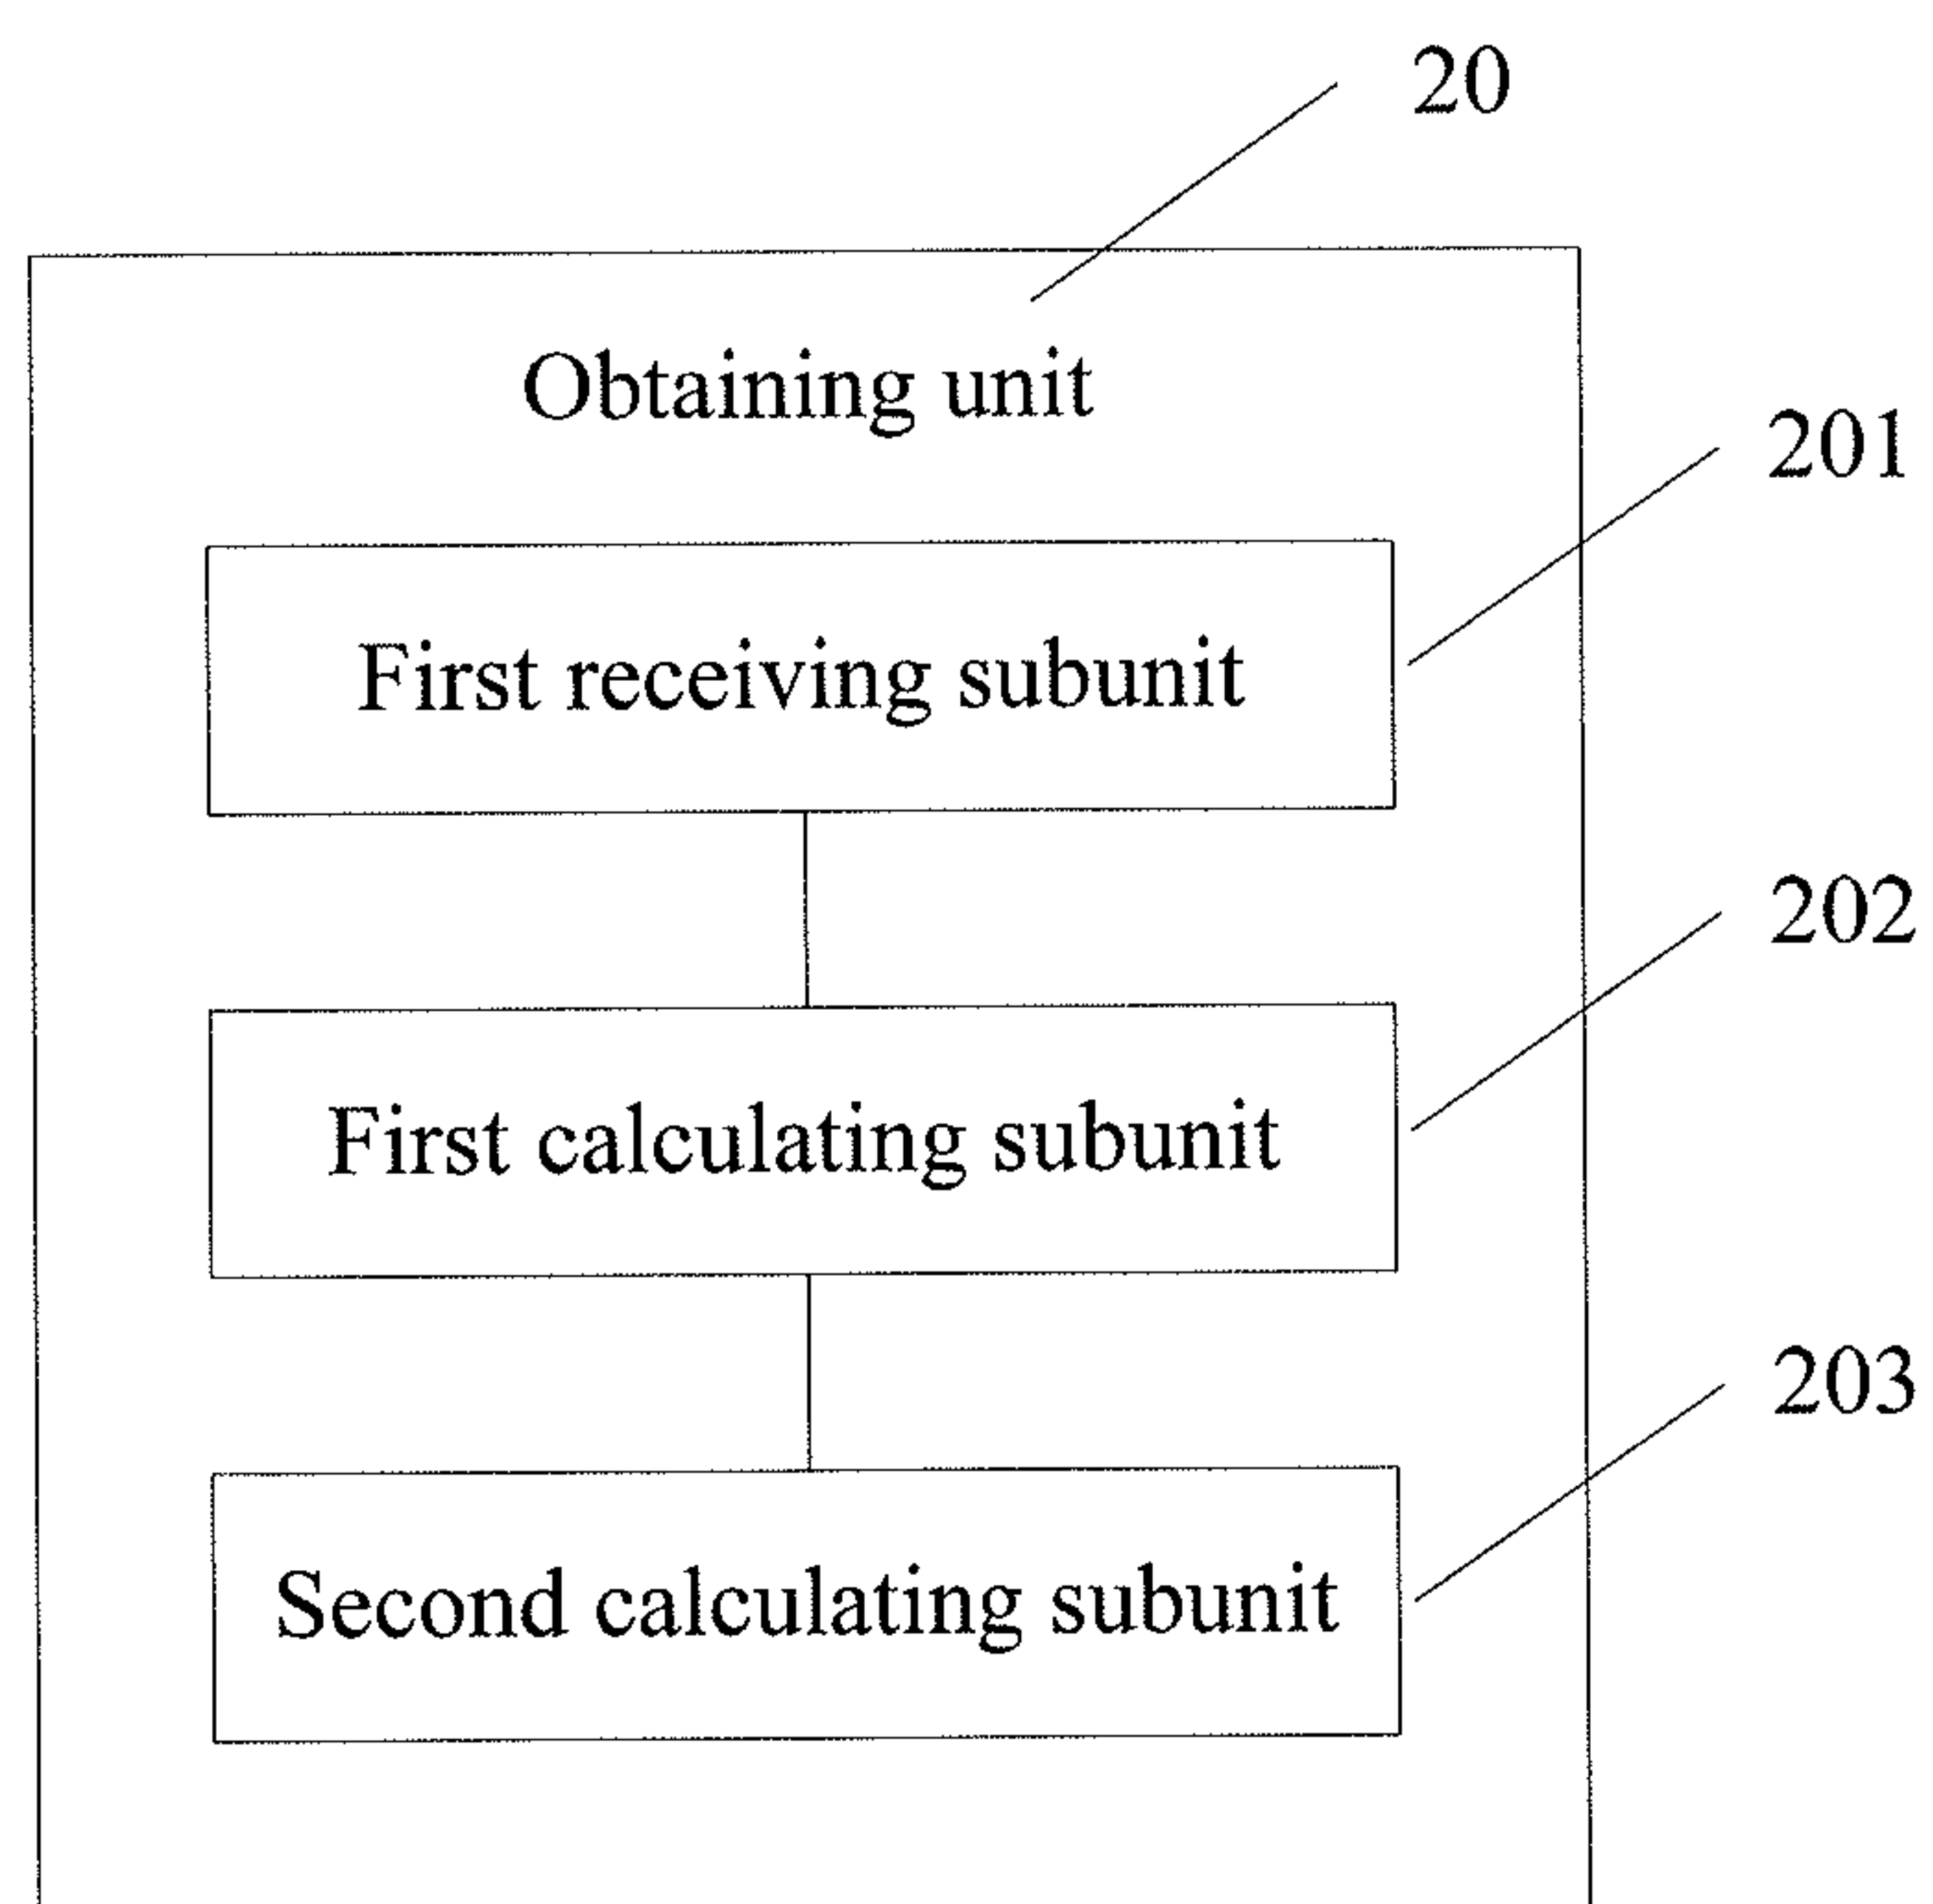 20
Obtaining unit
201
First receiving subunit
202
First calculating subunit
203
Second calculating subunit